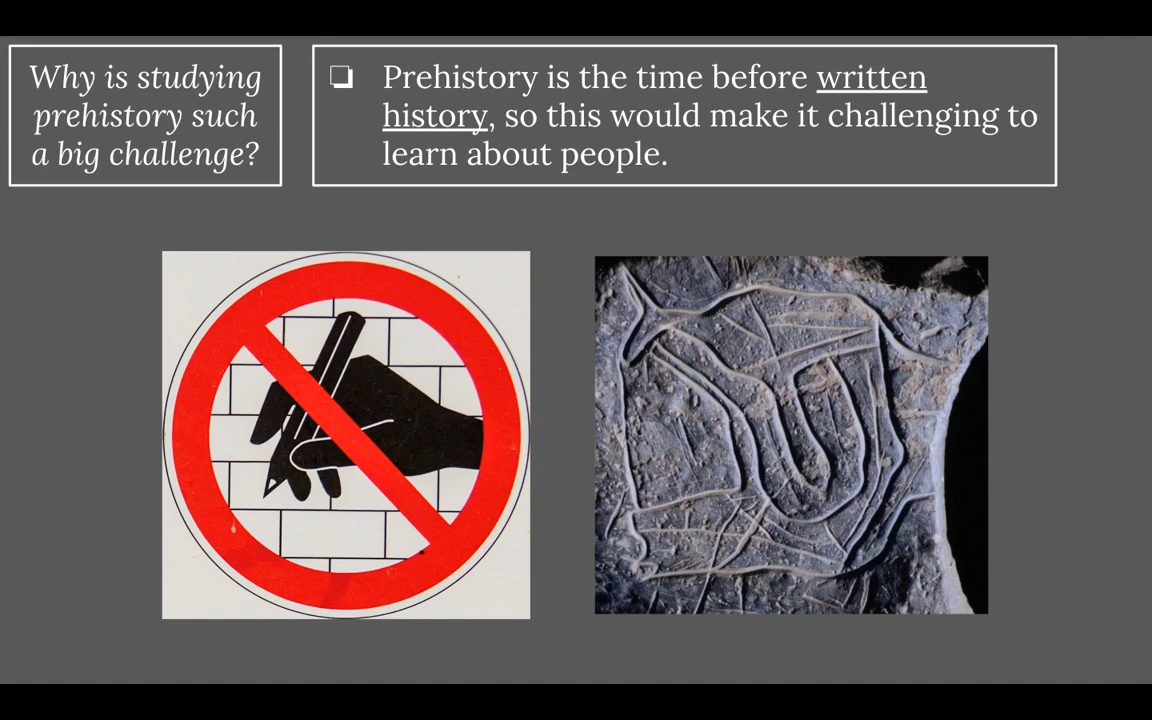 Why is studying
prehistory such
a big challenge?
❏ Prehistory is the time before written
history, so this would make it challenging to
learn about people.